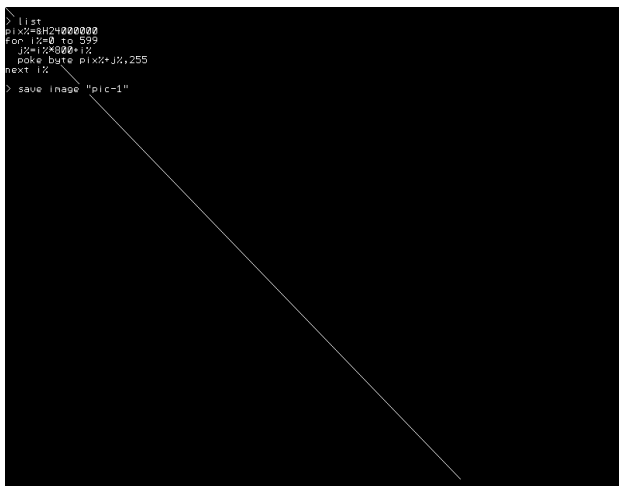 > list
pix%=&H24000000
for i%=0 to 599
  j%=i%*800+i%
  poke byte pix%+j%,255
next i%
> save image "pic-1"